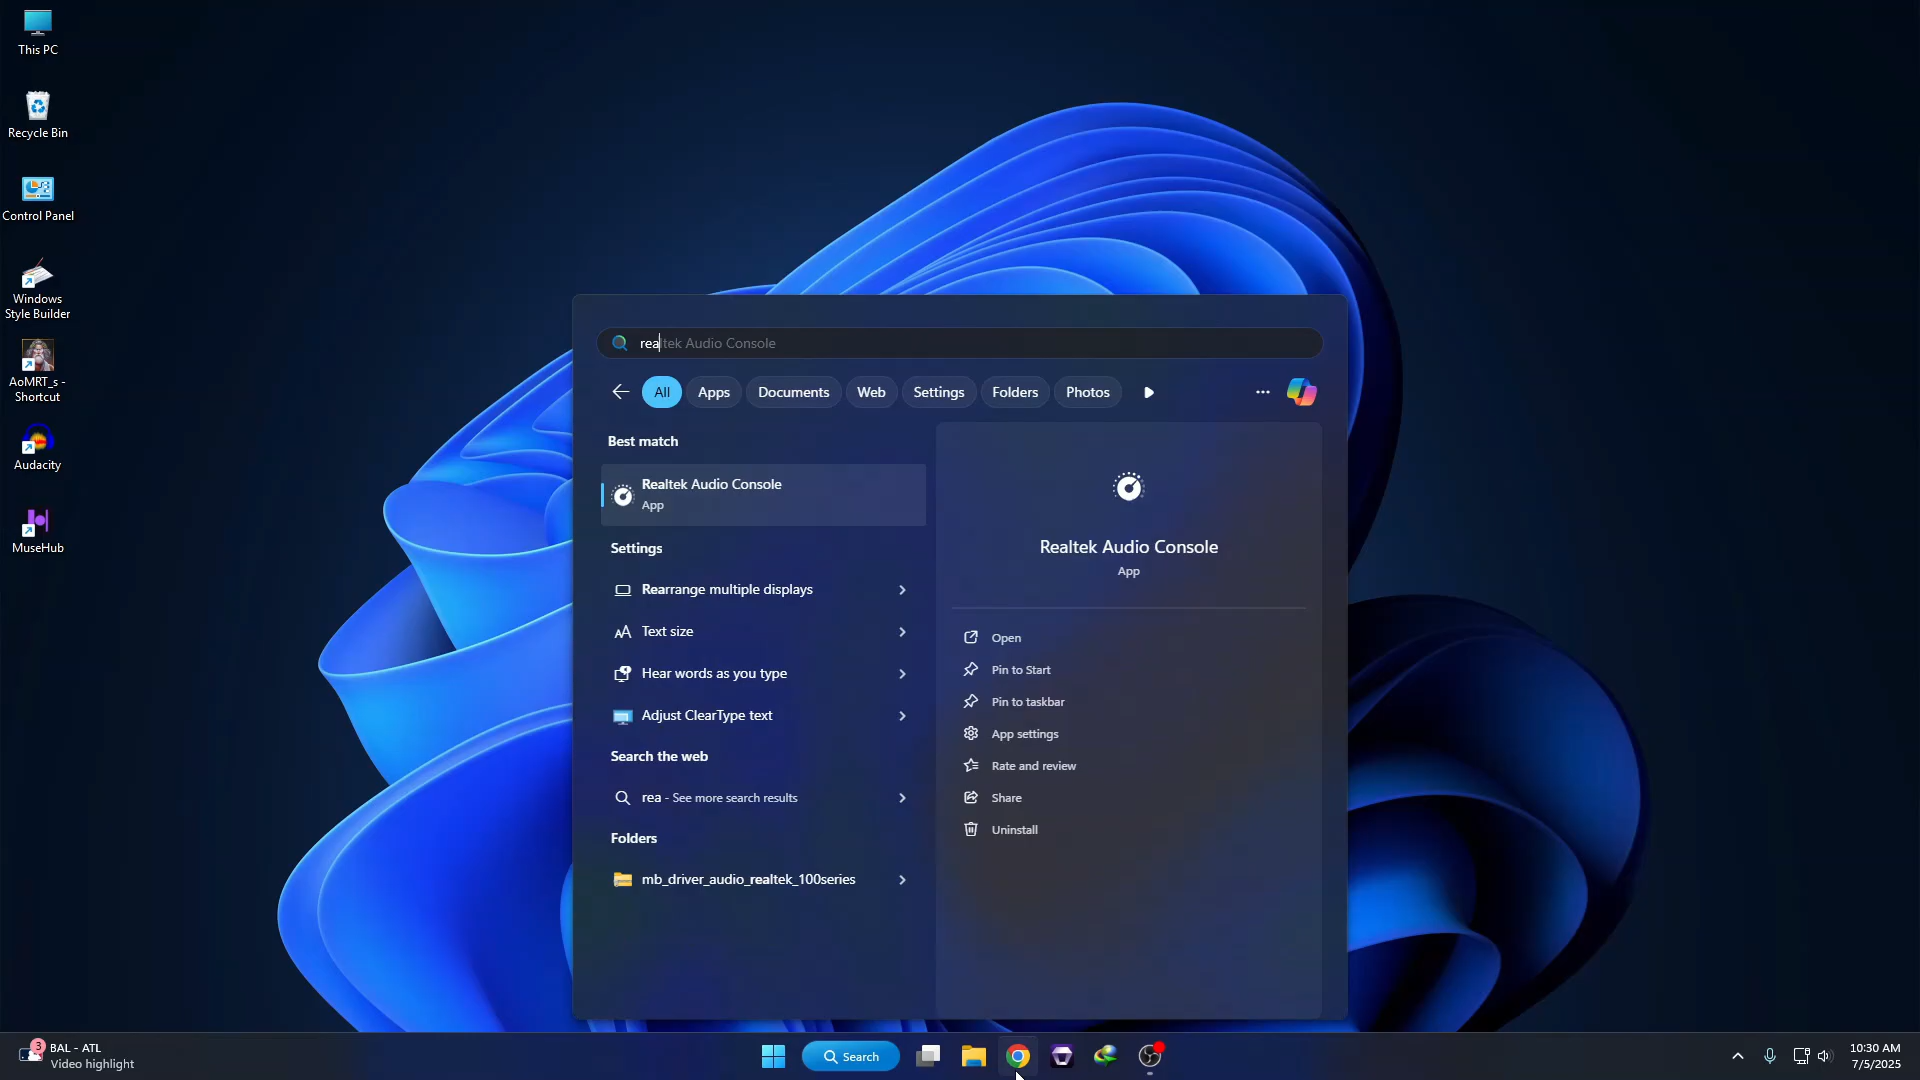 This PC
Recycle Bin
Control Panel
Windows
Style Builder
AoMRT_s -
Shortcut
Audacity
MuseHub
realtek Audio Console
All
Apps
Documents
Web
Settings
Folders
Photos
Best match
Realtek Audio Console
App
Settings
Rearrange multiple displays
Text size
Hear words as you type
Adjust ClearType text
Search the web
rea - See more search results
Folders
mb_driver_audio_realtek_100series
Realtek Audio Console
App
Open
Pin to Start
Pin to taskbar
App settings
Rate and review
Share
Uninstall
3
BAL - ATL
Video highlight
Search
10:30 AM
7/5/2025